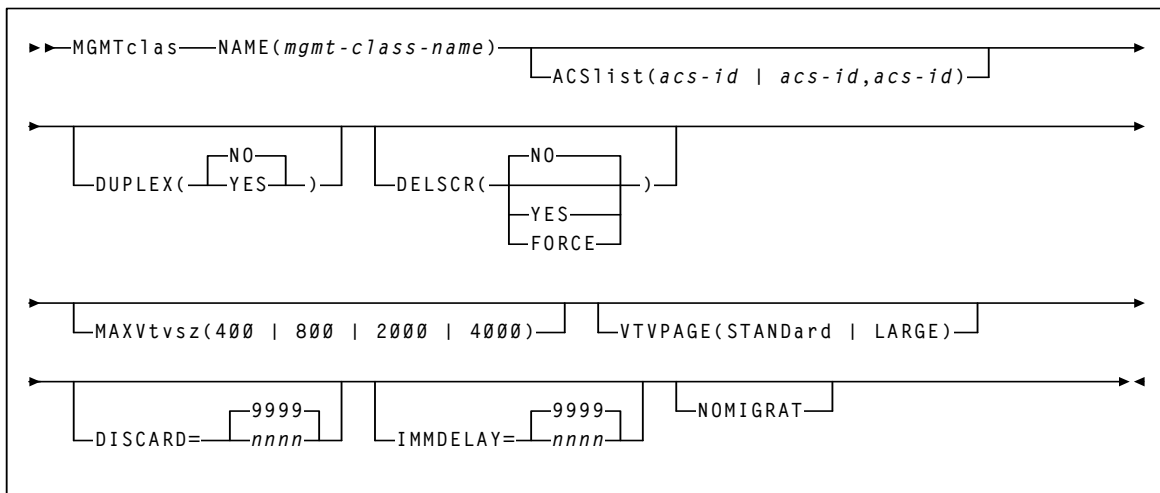 MGMTclas NAME(mgmt-class-name)
ACSlist(acs-id | acs-id,acs-id)
NO NO
DUPLEX( YES ) DELSCR( )
YES
FORCE
MAXVtvsz(400 | 800 | 2000 | 4000) VTVPAGE(STANDard | LARGE)
9999 9999 NOMIGRAT
DISCARD= nnnn IMMDELAY= nnnn